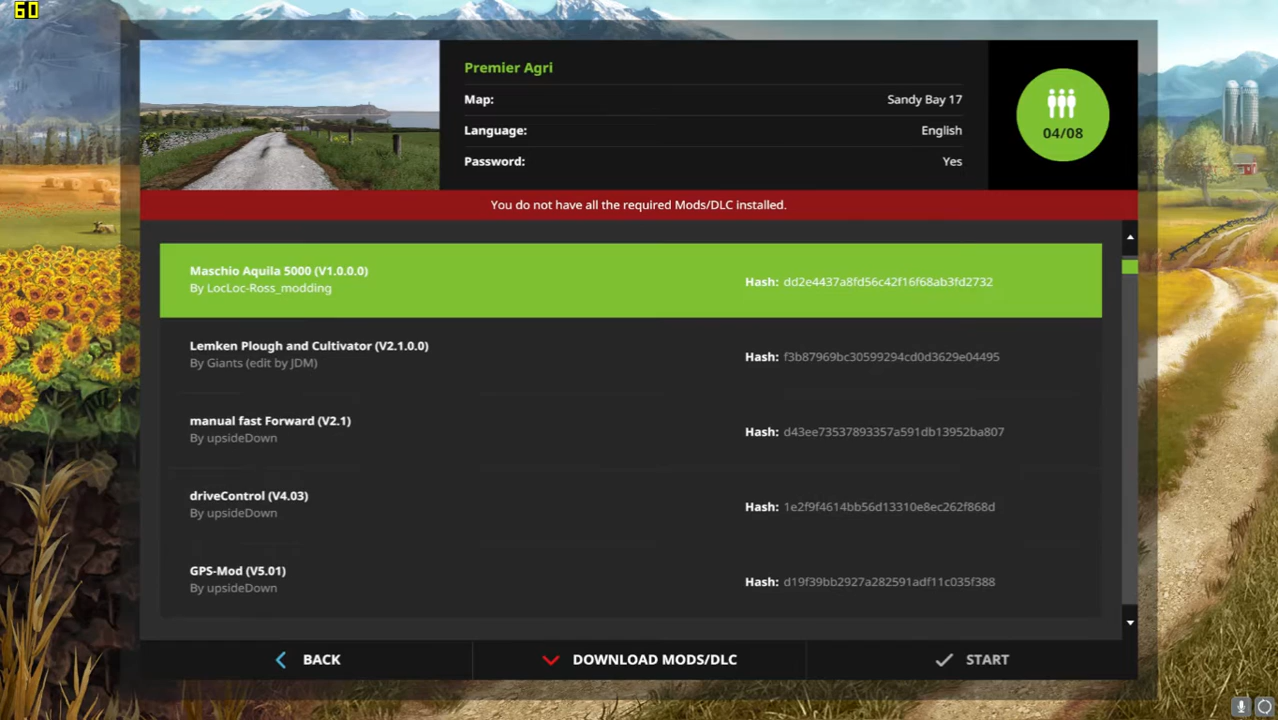 60
Premier Agri
Map: Sandy Bay 17
Language: English
Password: Yes
04/08
You do not have all the required Mods/DLC installed.
Maschio Aquila 5000 (V1.0.0.0)
By LocLoc-Ross_modding
Hash: dd2e4437a8fd56c42f16f68ab3fd2732
Lemken Plough and Cultivator (V2.1.0.0)
By Giants (edit by JDM)
Hash: f3b87969bc30599294cd0d3629e04495
manual fast Forward (V2.1)
By upsideDown
Hash: d43ee73537893357a591db13952ba807
driveControl (V4.03)
By upsideDown
Hash: 1e2f9f4614bb56d13310e8ec262f868d
GPS-Mod (V5.01)
By upsideDown
Hash: d19f39bb2927a282591adf11c035f388
BACK
DOWNLOAD MODS/DLC
START